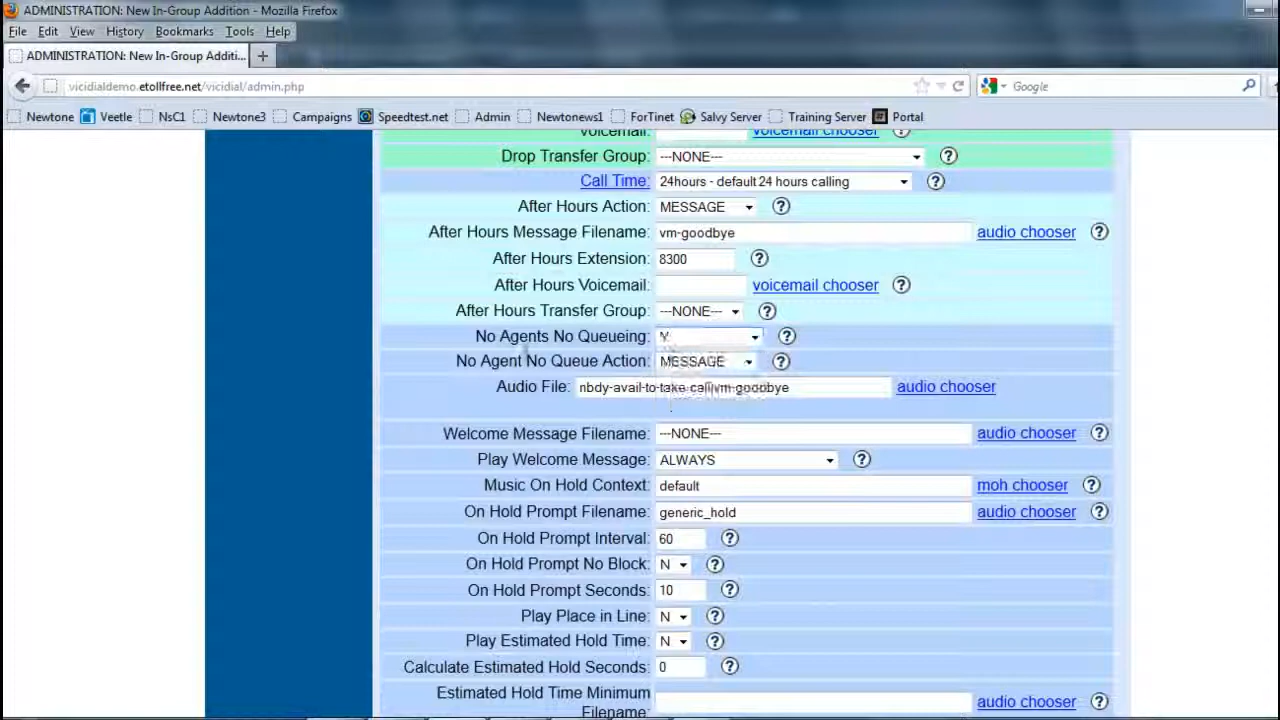 ADMINISTRATION: New In-Group Addition - Mozilla Firefox
File Edit View History Bookmarks Tools Help
ADMINISTRATION: New In-Group Additi... +
vicidialdemo.etollfree.net/vicidial/admin.php Google
Newtone Veetle NsC1 Newtone3 Campaigns Speedtest.net Admin Newtonews1 ForTinet Salvy Server Training Server Portal
Voicemail: voicemail chooser ?
Drop Transfer Group: ---NONE--- ?
Call Time: 24hours - default 24 hours calling ?
After Hours Action: MESSAGE ?
After Hours Message Filename: vm-goodbye audio chooser ?
After Hours Extension: 8300 ?
After Hours Voicemail: voicemail chooser ?
After Hours Transfer Group: ---NONE--- ?
No Agents No Queueing: Y ?
No Agent No Queue Action: MESSAGE ?
Audio File: nbdy-avail-to-take-call|vm-goodbye audio chooser
Welcome Message Filename: ---NONE--- audio chooser ?
Play Welcome Message: ALWAYS ?
Music On Hold Context: default moh chooser ?
On Hold Prompt Filename: generic_hold audio chooser ?
On Hold Prompt Interval: 60 ?
On Hold Prompt No Block: N ?
On Hold Prompt Seconds: 10 ?
Play Place in Line: N ?
Play Estimated Hold Time: N ?
Calculate Estimated Hold Seconds: 0 ?
Estimated Hold Time Minimum
Filename: audio chooser ?